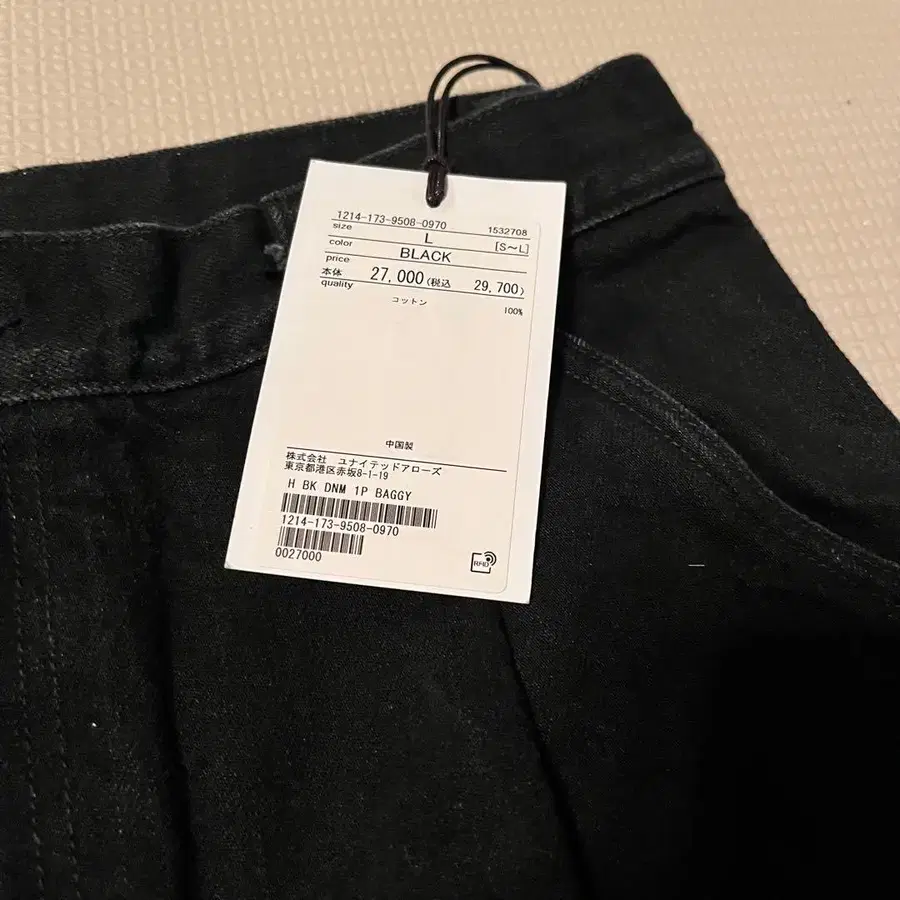 1214-173-9508-0970 1532708
size L [S~L]
color BLACK
price
本体 27,000(税込 29,700)
quality
コットン 100%
中国製
株式会社 ユナイテッドアローズ
東京都港区赤坂8-1-19
H BK DNM 1P BAGGY
1214-173-9508-0970
0027000
RFID